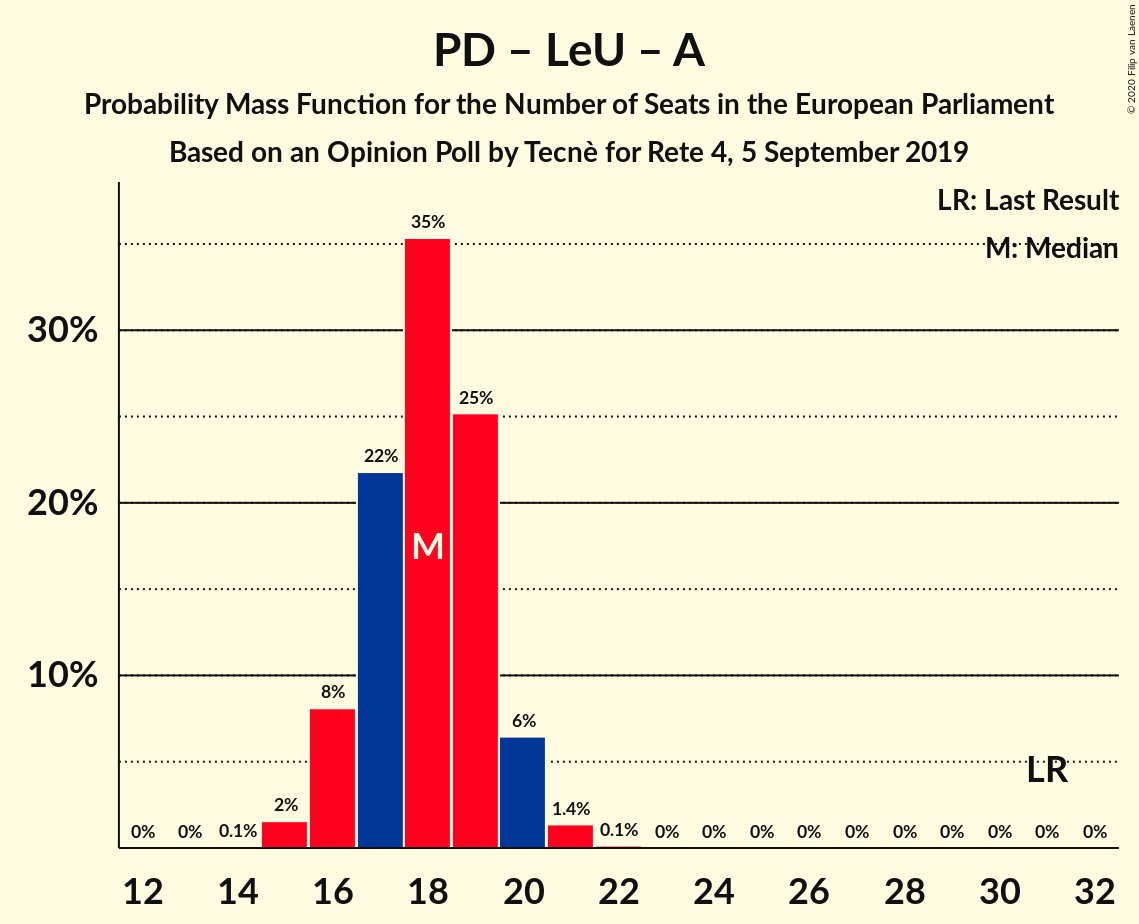 PD – LeU – A
Probability Mass Function for the Number of Seats in the European Parliament
Based on an Opinion Poll by Tecnè for Rete 4, 5 September 2019
© 2020 Filip van Laenen
LR: Last Result
M: Median
35%
30%
25%
22%
20%
M
10%
8%
6%
LR
2%
1.4%
0% 0% 0.1% 0.1% 0% 0% 0% 0% 0% 0% 0% 0% 0% 0%
12 14 16 18 20 22 24 26 28 30 32